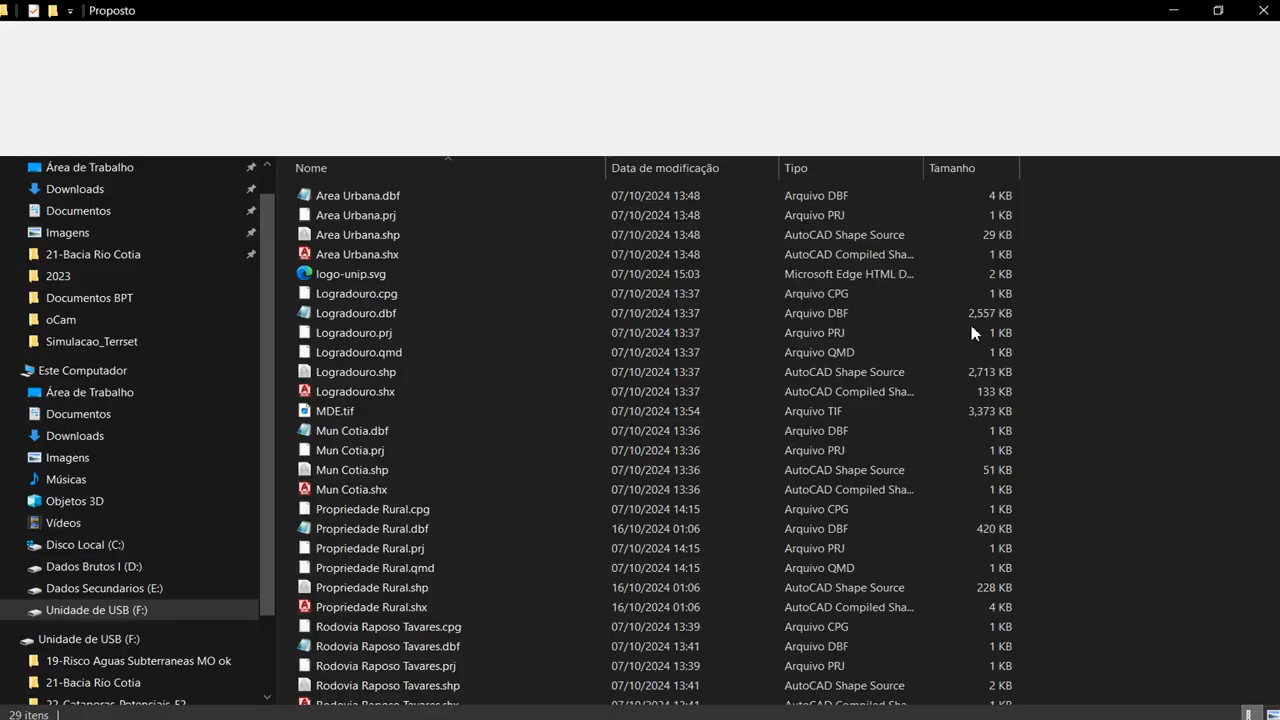 Proposto
Nome Data de modificação Tipo Tamanho
Área de Trabalho
Downloads
Documentos
Imagens
21-Bacia Rio Cotia
2023
Documentos BPT
oCam
Simulacao_Terrset
Este Computador
Área de Trabalho
Documentos
Downloads
Imagens
Músicas
Objetos 3D
Vídeos
Disco Local (C:)
Dados Brutos I (D:)
Dados Secundarios (E:)
Unidade de USB (F:)
Unidade de USB (F:)
19-Risco Aguas Subterraneas MO ok
21-Bacia Rio Cotia
Area Urbana.dbf 07/10/2024 13:48 Arquivo DBF 4 KB
Area Urbana.prj 07/10/2024 13:48 Arquivo PRJ 1 KB
Area Urbana.shp 07/10/2024 13:48 AutoCAD Shape Source 29 KB
Area Urbana.shx 07/10/2024 13:48 AutoCAD Compiled Sha... 1 KB
logo-unip.svg 07/10/2024 15:03 Microsoft Edge HTML D... 2 KB
Logradouro.cpg 07/10/2024 13:37 Arquivo CPG 1 KB
Logradouro.dbf 07/10/2024 13:37 Arquivo DBF 2,557 KB
Logradouro.prj 07/10/2024 13:37 Arquivo PRJ 1 KB
Logradouro.qmd 07/10/2024 13:37 Arquivo QMD 1 KB
Logradouro.shp 07/10/2024 13:37 AutoCAD Shape Source 2,713 KB
Logradouro.shx 07/10/2024 13:37 AutoCAD Compiled Sha... 133 KB
MDE.tif 07/10/2024 13:54 Arquivo TIF 3,373 KB
Mun Cotia.dbf 07/10/2024 13:36 Arquivo DBF 1 KB
Mun Cotia.prj 07/10/2024 13:36 Arquivo PRJ 1 KB
Mun Cotia.shp 07/10/2024 13:36 AutoCAD Shape Source 51 KB
Mun Cotia.shx 07/10/2024 13:36 AutoCAD Compiled Sha... 1 KB
Propriedade Rural.cpg 07/10/2024 14:15 Arquivo CPG 1 KB
Propriedade Rural.dbf 16/10/2024 01:06 Arquivo DBF 420 KB
Propriedade Rural.prj 07/10/2024 14:15 Arquivo PRJ 1 KB
Propriedade Rural.qmd 07/10/2024 14:15 Arquivo QMD 1 KB
Propriedade Rural.shp 16/10/2024 01:06 AutoCAD Shape Source 228 KB
Propriedade Rural.shx 16/10/2024 01:06 AutoCAD Compiled Sha... 4 KB
Rodovia Raposo Tavares.cpg 07/10/2024 13:39 Arquivo CPG 1 KB
Rodovia Raposo Tavares.dbf 07/10/2024 13:41 Arquivo DBF 1 KB
Rodovia Raposo Tavares.prj 07/10/2024 13:39 Arquivo PRJ 1 KB
Rodovia Raposo Tavares.shp 07/10/2024 13:41 AutoCAD Shape Source 2 KB
Rodovia Raposo Tavares.shx 07/10/2024 13:41 AutoCAD Compiled Sha... 1 KB
29 itens